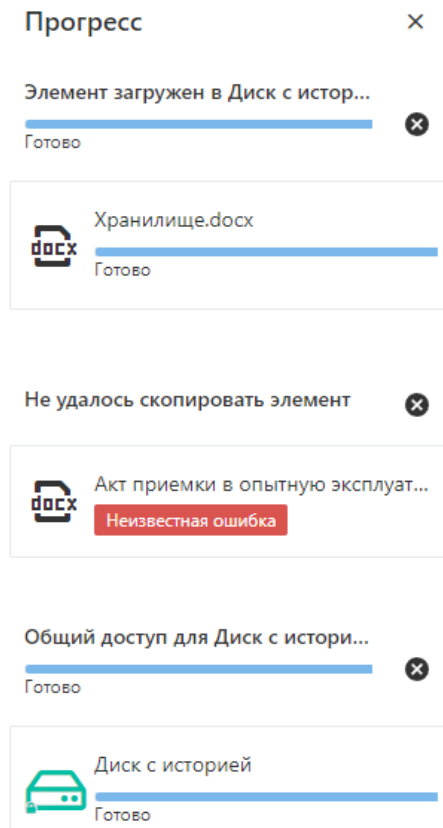 Прогресс
Элемент загружен в Диск с истор...
Готово
docx
Хранилище.docx
Готово
Не удалось скопировать элемент
docx
Акт приемки в опытную эксплуат...
Неизвестная ошибка
Общий доступ для Диск с истори...
Готово
Диск с историей
Готово